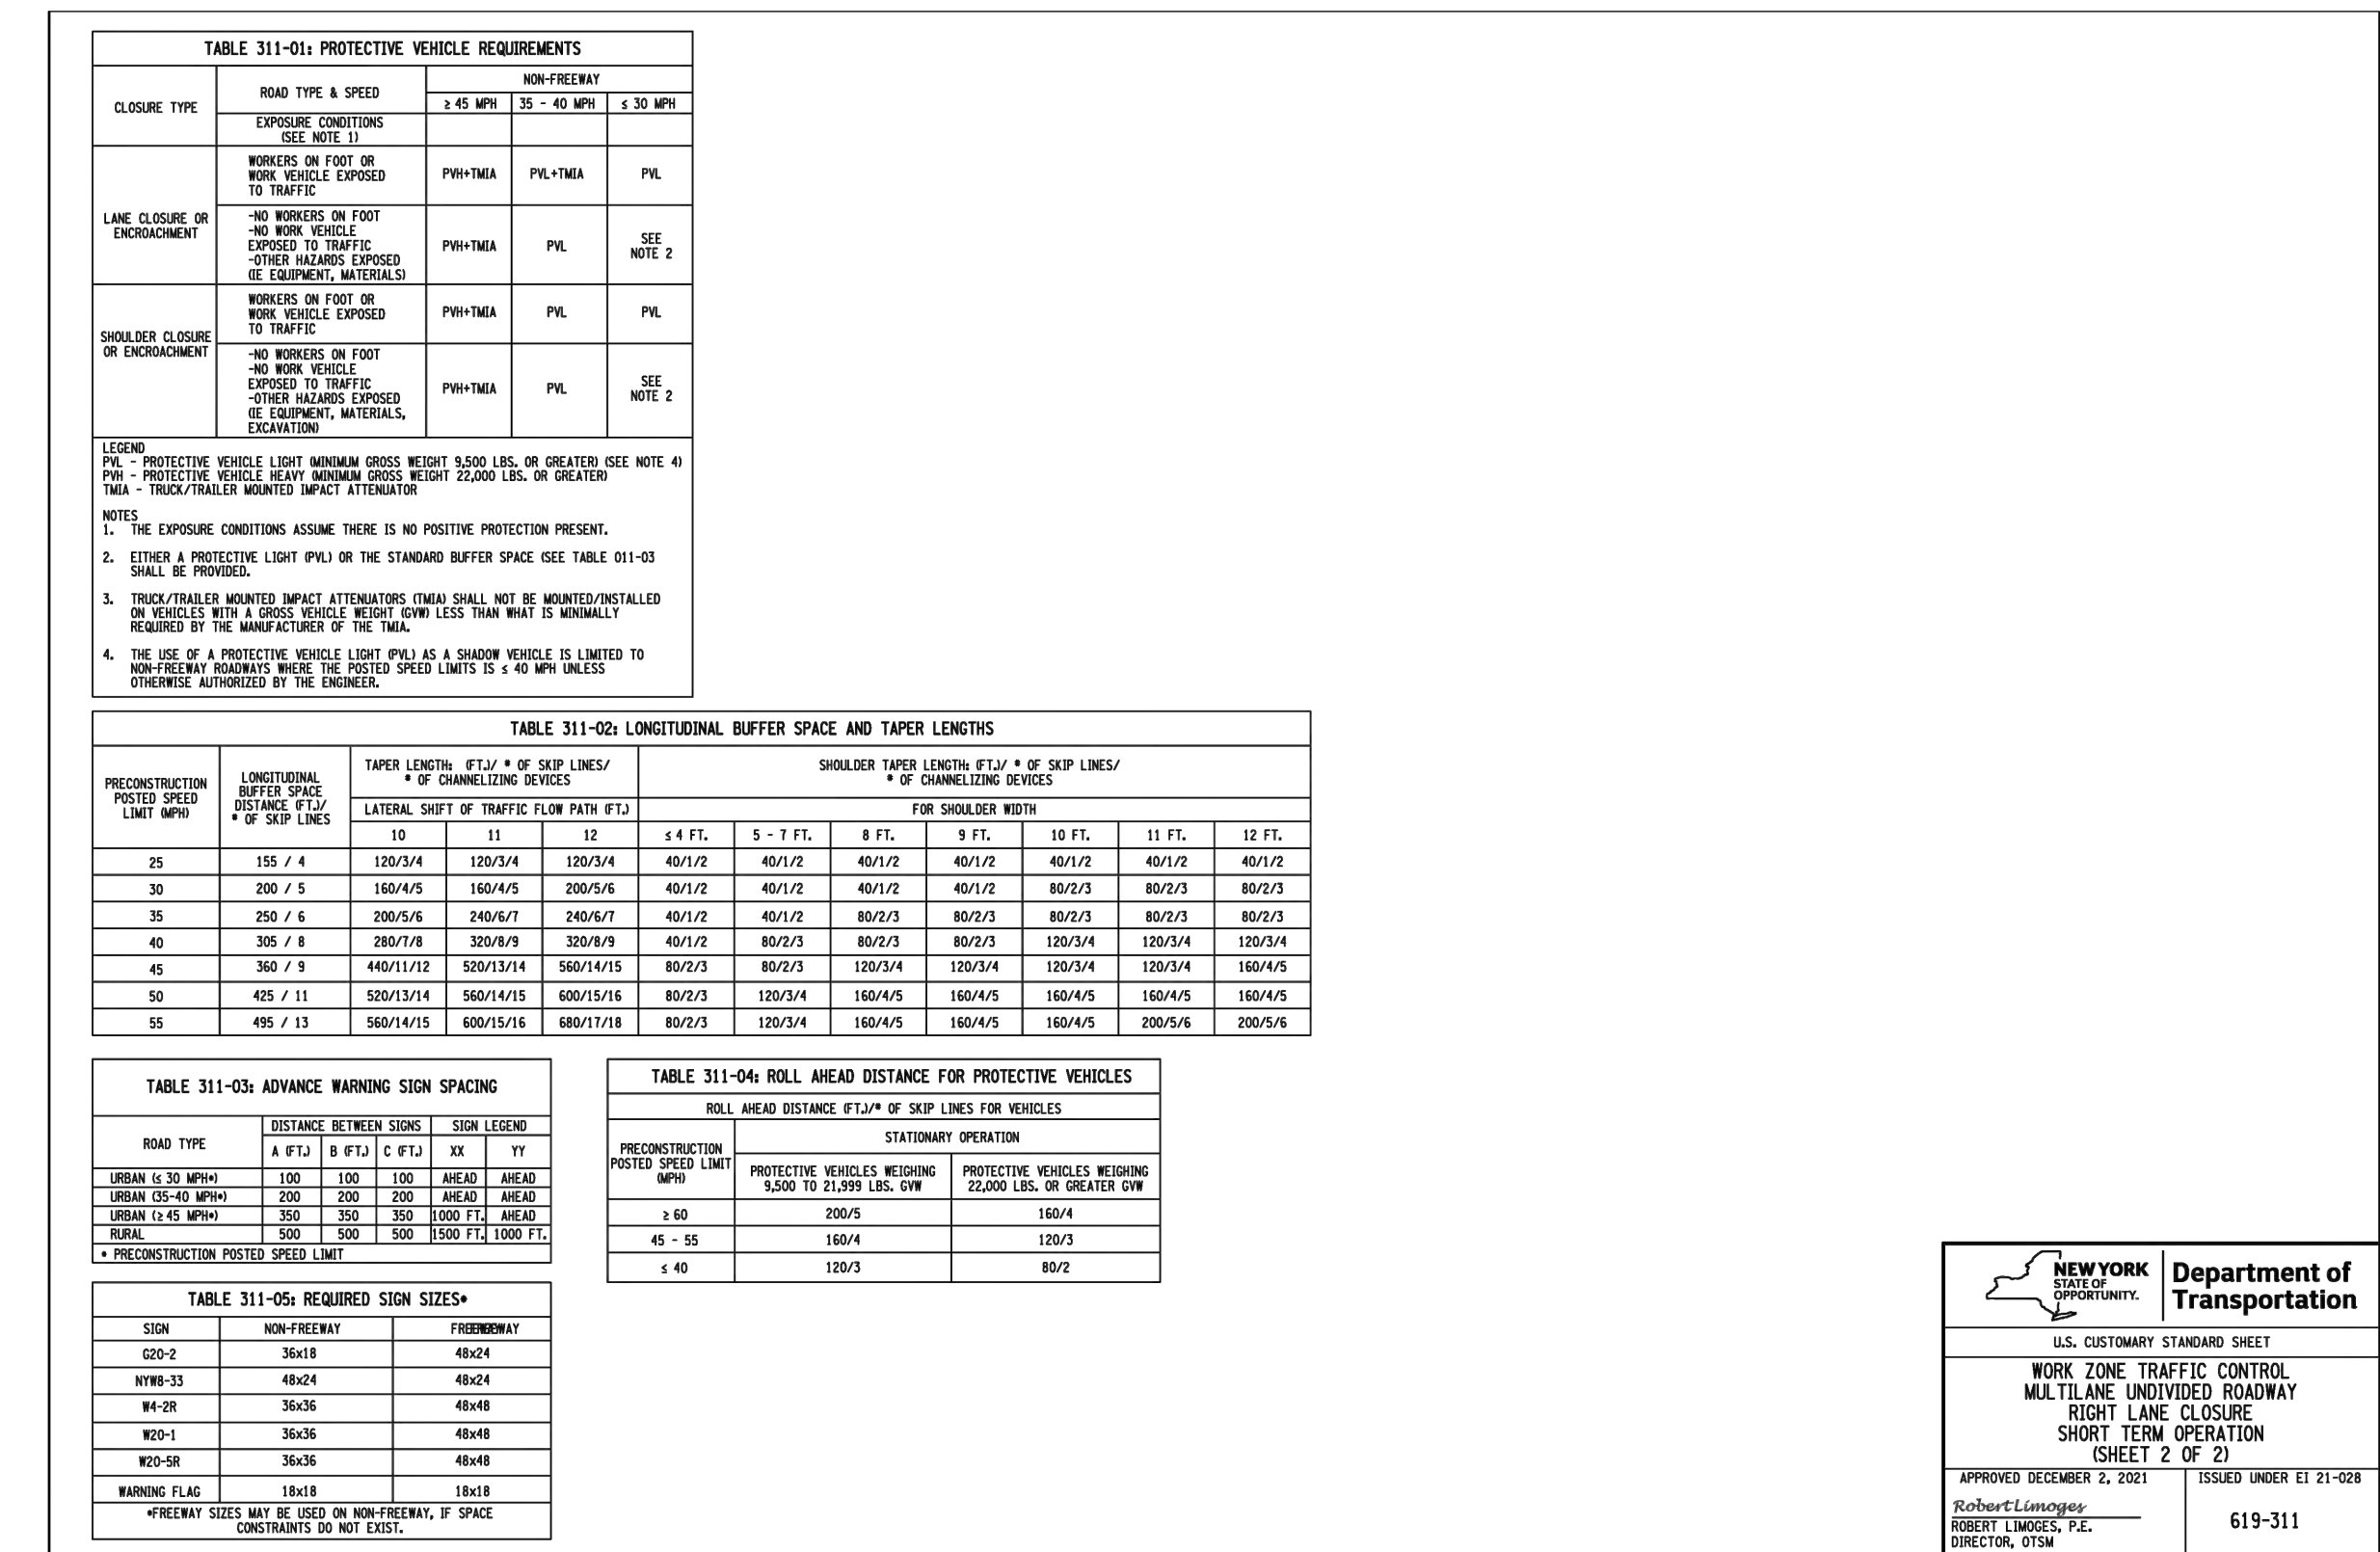 TABLE 311-01: PROTECTIVE VEHICLE REQUIREMENTS
CLOSURE TYPE
ROAD TYPE & SPEED
NON-FREEWAY
≥ 45 MPH 35 - 40 MPH ≤ 30 MPH
EXPOSURE CONDITIONS
(SEE NOTE 1)
LANE CLOSURE OR
ENCROACHMENT
WORKERS ON FOOT OR
WORK VEHICLE EXPOSED
TO TRAFFIC
PVH+TMIA PVL+TMIA PVL
-NO WORKERS ON FOOT
-NO WORK VEHICLE
EXPOSED TO TRAFFIC
-OTHER HAZARDS EXPOSED
(IE EQUIPMENT, MATERIALS)
PVH+TMIA PVL SEE
NOTE 2
SHOULDER CLOSURE
OR ENCROACHMENT
WORKERS ON FOOT OR
WORK VEHICLE EXPOSED
TO TRAFFIC
PVH+TMIA PVL PVL
-NO WORKERS ON FOOT
-NO WORK VEHICLE
EXPOSED TO TRAFFIC
-OTHER HAZARDS EXPOSED
(IE EQUIPMENT, MATERIALS,
EXCAVATION)
PVH+TMIA PVL SEE
NOTE 2
LEGEND
PVL - PROTECTIVE VEHICLE LIGHT (MINIMUM GROSS WEIGHT 9,500 LBS. OR GREATER) (SEE NOTE 4)
PVH - PROTECTIVE VEHICLE HEAVY (MINIMUM GROSS WEIGHT 22,000 LBS. OR GREATER)
TMIA - TRUCK/TRAILER MOUNTED IMPACT ATTENUATOR
NOTES
1. THE EXPOSURE CONDITIONS ASSUME THERE IS NO POSITIVE PROTECTION PRESENT.
2. EITHER A PROTECTIVE LIGHT (PVL) OR THE STANDARD BUFFER SPACE (SEE TABLE 011-03
SHALL BE PROVIDED.
3. TRUCK/TRAILER MOUNTED IMPACT ATTENUATORS (TMIA) SHALL NOT BE MOUNTED/INSTALLED
ON VEHICLES WITH A GROSS VEHICLE WEIGHT (GVW) LESS THAN WHAT IS MINIMALLY
REQUIRED BY THE MANUFACTURER OF THE TMIA.
4. THE USE OF A PROTECTIVE VEHICLE LIGHT (PVL) AS A SHADOW VEHICLE IS LIMITED TO
NON-FREEWAY ROADWAYS WHERE THE POSTED SPEED LIMITS IS ≤ 40 MPH UNLESS
OTHERWISE AUTHORIZED BY THE ENGINEER.
TABLE 311-02: LONGITUDINAL BUFFER SPACE AND TAPER LENGTHS
PRECONSTRUCTION
POSTED SPEED
LIMIT (MPH)
LONGITUDINAL
BUFFER SPACE
DISTANCE (FT.)/
* OF SKIP LINES
TAPER LENGTH: (FT.)/ * OF SKIP LINES/
* OF CHANNELIZING DEVICES
LATERAL SHIFT OF TRAFFIC FLOW PATH (FT.)
SHOULDER TAPER LENGTH: (FT.)/ * OF SKIP LINES/
* OF CHANNELIZING DEVICES
FOR SHOULDER WIDTH
10 11 12 ≤ 4 FT. 5 - 7 FT. 8 FT. 9 FT. 10 FT. 11 FT. 12 FT.
25 155 / 4 120/3/4 120/3/4 120/3/4 40/1/2 40/1/2 40/1/2 40/1/2 40/1/2 40/1/2 40/1/2
30 200 / 5 160/4/5 160/4/5 200/5/6 40/1/2 40/1/2 40/1/2 40/1/2 80/2/3 80/2/3 80/2/3
35 250 / 6 200/5/6 240/6/7 240/6/7 40/1/2 40/1/2 80/2/3 80/2/3 80/2/3 80/2/3 80/2/3
40 305 / 8 280/7/8 320/8/9 320/8/9 40/1/2 80/2/3 80/2/3 80/2/3 120/3/4 120/3/4 120/3/4
45 360 / 9 440/11/12 520/13/14 560/14/15 80/2/3 80/2/3 120/3/4 120/3/4 120/3/4 120/3/4 160/4/5
50 425 / 11 520/13/14 560/14/15 600/15/16 80/2/3 120/3/4 160/4/5 160/4/5 160/4/5 160/4/5 160/4/5
55 495 / 13 560/14/15 600/15/16 680/17/18 80/2/3 120/3/4 160/4/5 160/4/5 160/4/5 200/5/6 200/5/6
TABLE 311-03: ADVANCE WARNING SIGN SPACING
ROAD TYPE
DISTANCE BETWEEN SIGNS SIGN LEGEND
A (FT.) B (FT.) C (FT.) XX YY
URBAN (≤ 30 MPH*) 100 100 100 AHEAD AHEAD
URBAN (35-40 MPH*) 200 200 200 AHEAD AHEAD
URBAN (≥ 45 MPH*) 350 350 350 1000 FT. AHEAD
RURAL 500 500 500 1500 FT. 1000 FT.
* PRECONSTRUCTION POSTED SPEED LIMIT
TABLE 311-04: ROLL AHEAD DISTANCE FOR PROTECTIVE VEHICLES
ROLL AHEAD DISTANCE (FT.)/* OF SKIP LINES FOR VEHICLES
PRECONSTRUCTION
POSTED SPEED LIMIT
(MPH)
STATIONARY OPERATION
PROTECTIVE VEHICLES WEIGHING
9,500 TO 21,999 LBS. GVW
PROTECTIVE VEHICLES WEIGHING
22,000 LBS. OR GREATER GVW
≥ 60 200/5 160/4
45 - 55 160/4 120/3
≤ 40 120/3 80/2
TABLE 311-05: REQUIRED SIGN SIZES*
SIGN NON-FREEWAY
G20-2 36x18 48x24
NYW8-33 48x24 48x24
W4-2R 36x36 48x48
W20-1 36x36 48x48
W20-5R 36x36 48x48
WARNING FLAG 18x18 18x18
*FREEWAY SIZES MAY BE USED ON NON-FREEWAY, IF SPACE
CONSTRAINTS DO NOT EXIST.
NEW YORK
STATE OF
OPPORTUNITY.
Department of
Transportation
U.S. CUSTOMARY STANDARD SHEET
WORK ZONE TRAFFIC CONTROL
MULTILANE UNDIVIDED ROADWAY
RIGHT LANE CLOSURE
SHORT TERM OPERATION
(SHEET 2 OF 2)
APPROVED DECEMBER 2, 2021
ISSUED UNDER EI 21-028
Robert Limoges
ROBERT LIMOGES, P.E.
DIRECTOR, OTSM
619-311